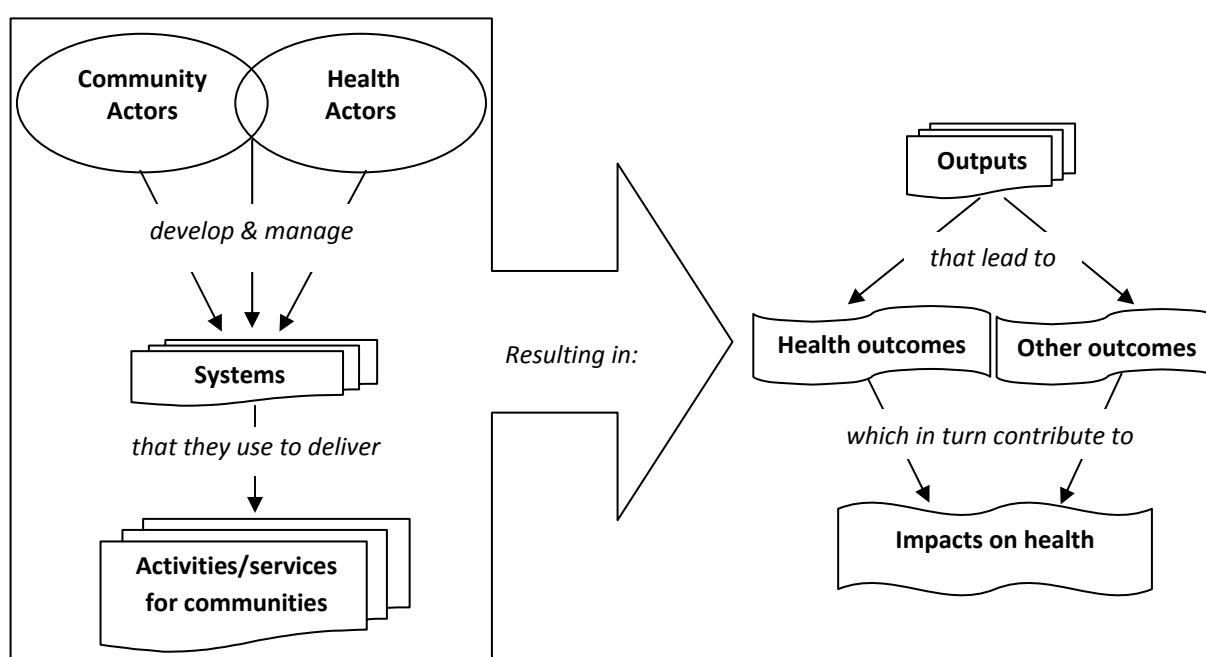 Community
Actors
Health
Actors
develop & manage
Systems
that they use to deliver
Activities/services
for communities
Resulting in:
Outputs
that lead to
Health outcomes
Other outcomes
which in turn contribute to
Impacts on health